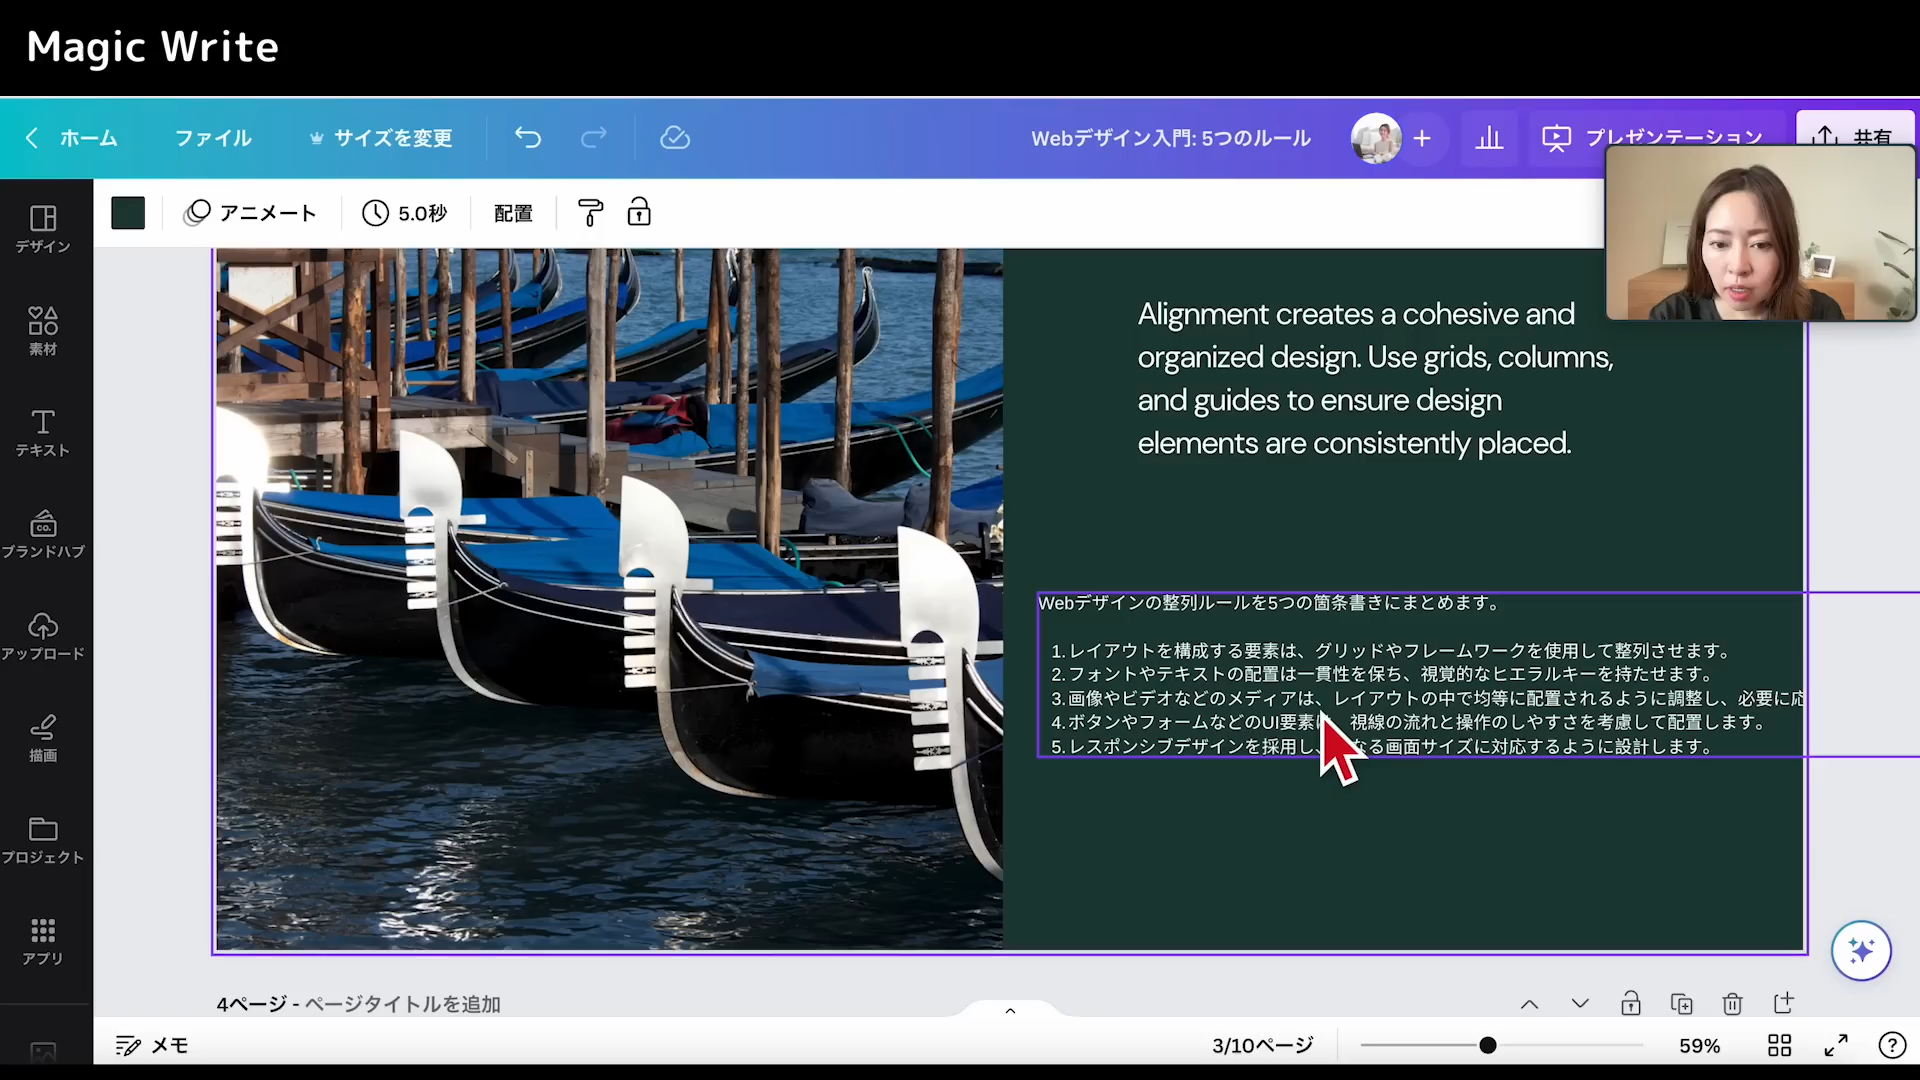 Magic Write
ホーム
ファイル
サイズを変更
Webデザイン入門: 5つのルール
プレゼンテーション
共有
アニメート
5.0秒
配置
デザイン
素材
テキスト
CO.
ブランドハブ
アップロード
描画
プロジェクト
アプリ
Alignment creates a cohesive and
organized design. Use grids, columns,
and guides to ensure design
elements are consistently placed.
Webデザインの整列ルールを5つの箇条書きにまとめます。
1. レイアウトを構成する要素は、グリッドやフレームワークを使用して整列させます。
2. フォントやテキストの配置は一貫性を保ち、視覚的なヒエラルキーを持たせます。
3. 画像やビデオなどのメディアは、レイアウトの中で均等に配置されるように調整し、必要に応
4. ボタンやフォームなどのUI要素は、視線の流れと操作のしやすさを考慮して配置します。
5. レスポンシブデザインを採用し、なる画面サイズに対応するように設計します。
4ページ - ページタイトルを追加
メモ
3/10ページ
59%